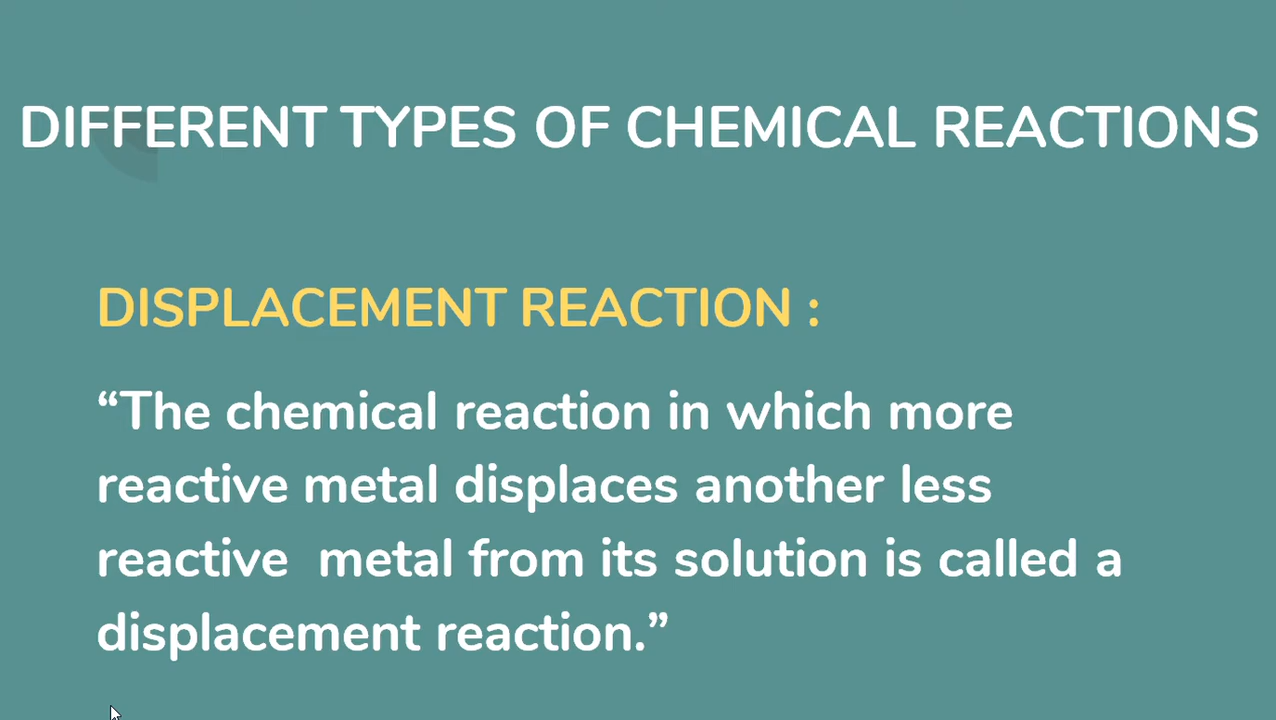 DIFFERENT TYPES OF CHEMICAL REACTIONS
DISPLACEMENT REACTION :
“The chemical reaction in which more
reactive metal displaces another less
reactive  metal from its solution is called a
displacement reaction.”